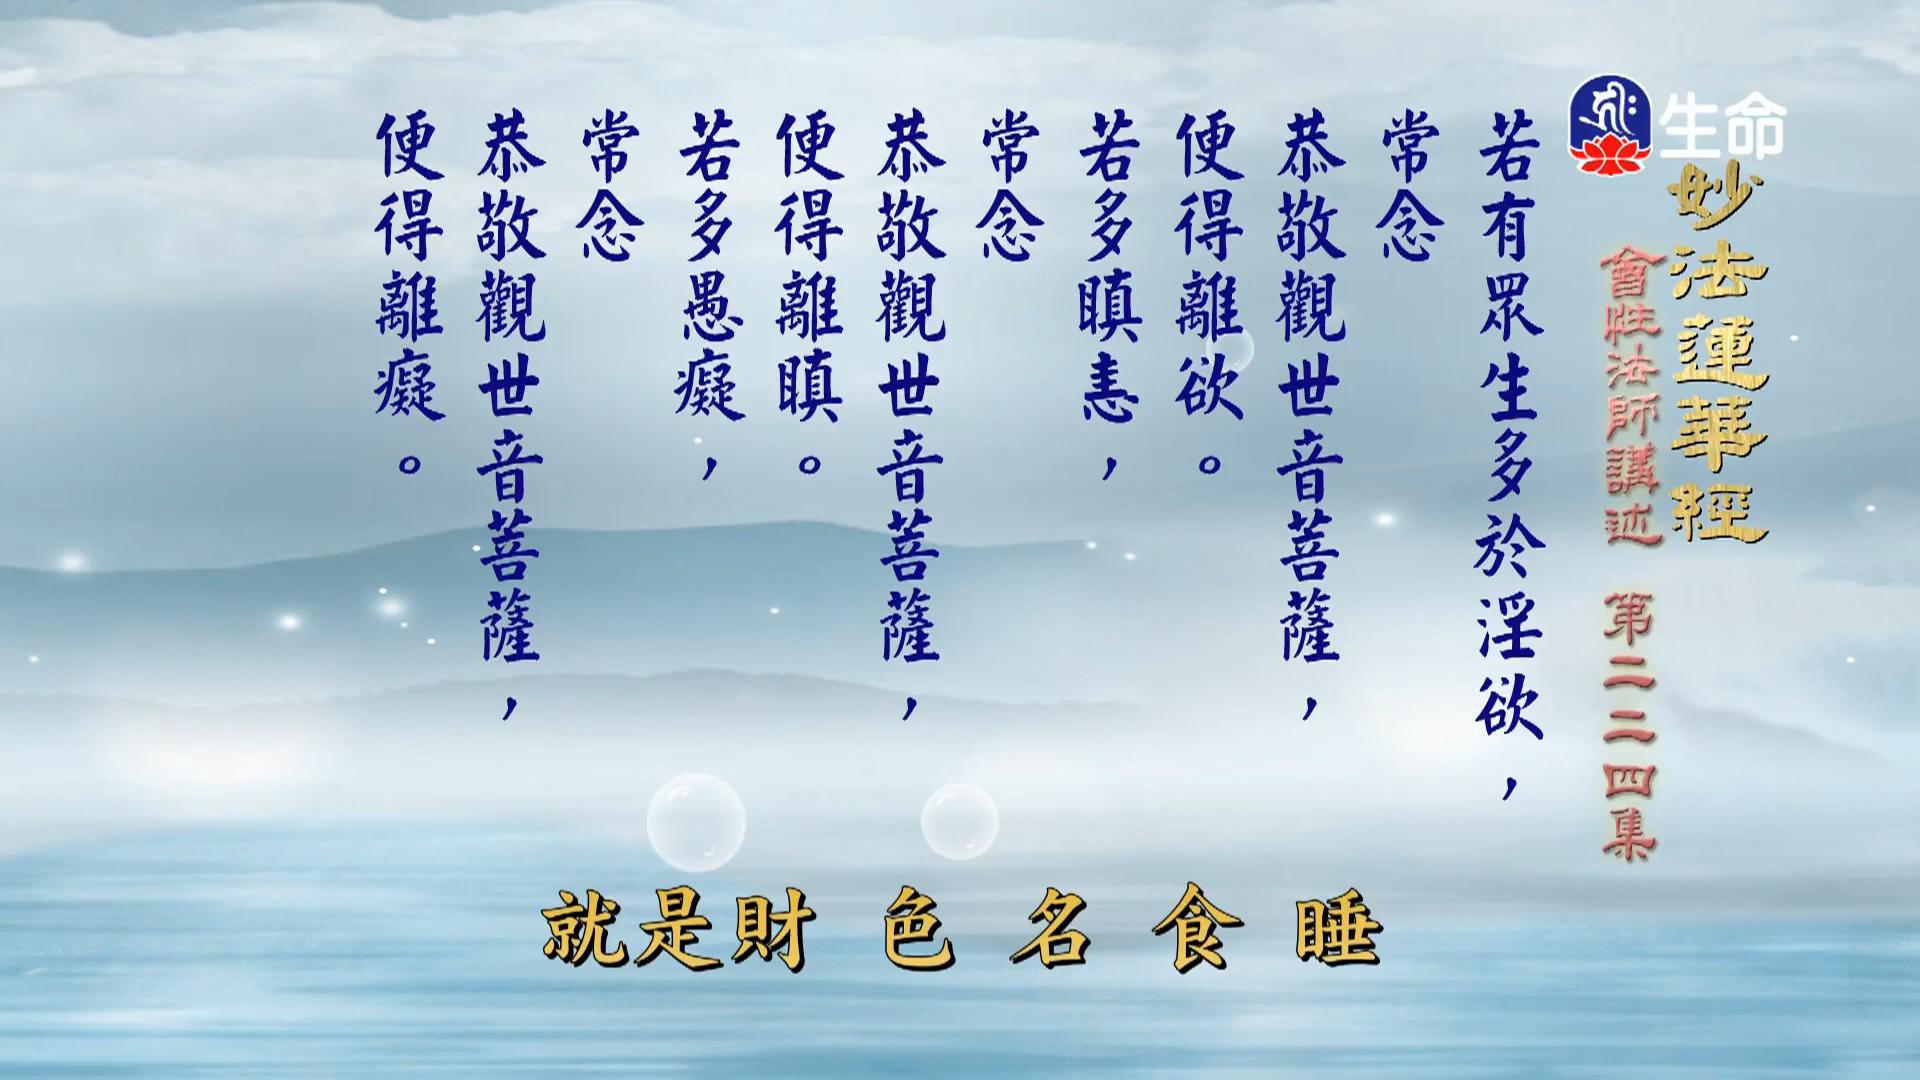 生命
妙法蓮華經
會性法師講述 第二二四集
若有眾生多於淫欲，
常念
恭敬觀世音菩薩，
便得離欲。
若多瞋恚，
常念
恭敬觀世音菩薩，
便得離瞋。
若多愚癡，
常念
恭敬觀世音菩薩，
便得離癡。
就是財 色 名 食 睡